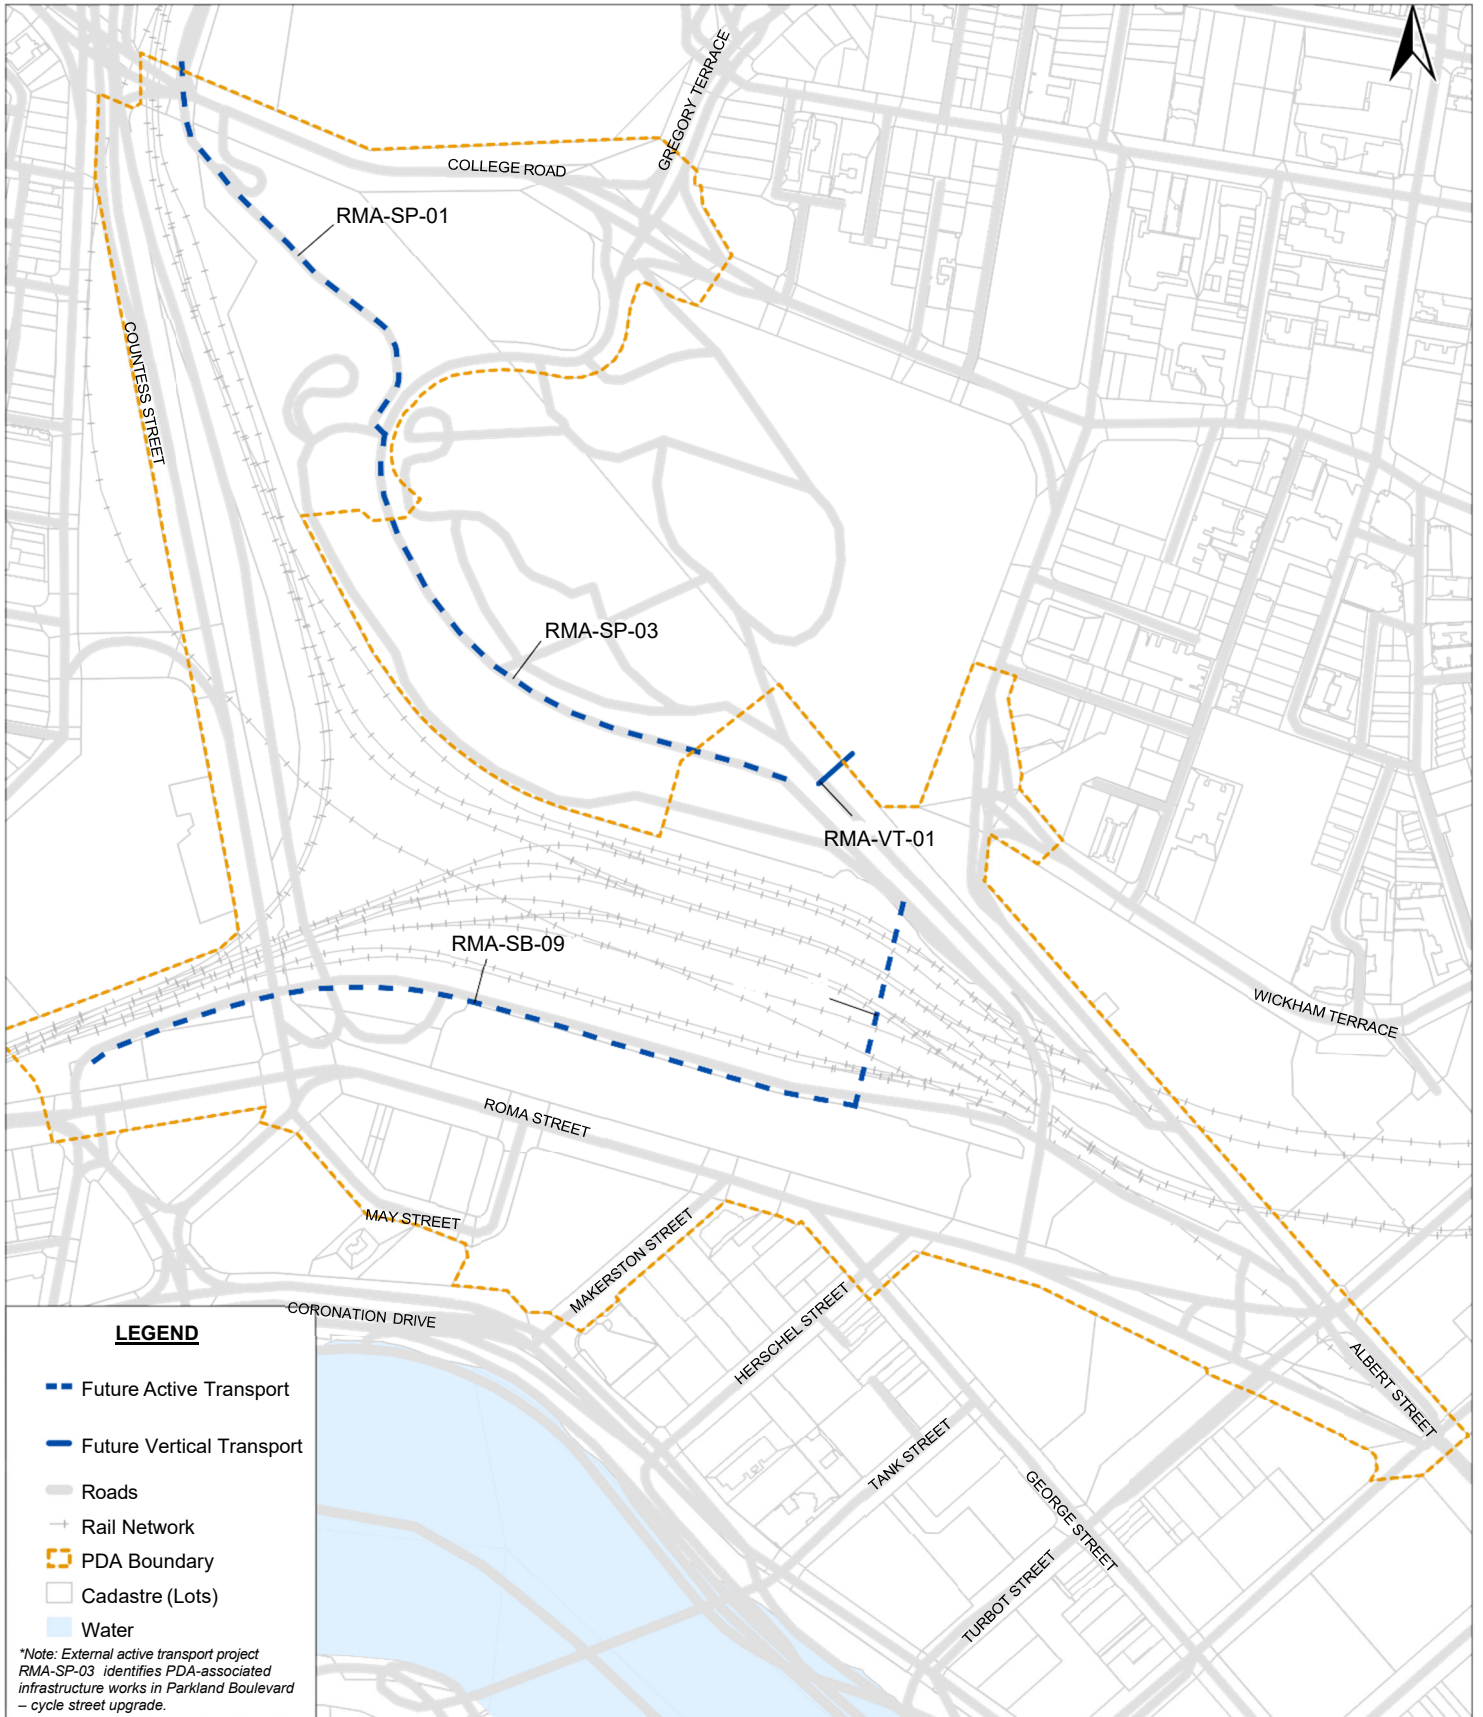 GREGORY TERRACE
COLLEGE ROAD
RMA-SP-01
COUNTESS STREET
RMA-SP-03
RMA-VT-01
RMA-SB-09
WICKHAM TERRACE
ROMA STREET
MAY STREET
MAKERSTON STREET
CORONATION DRIVE
HERSCHEL STREET
ALBERT STREET
TANK STREET
GEORGE STREET
TURBOT STREET
LEGEND
Future Active Transport
Future Vertical Transport
Roads
Rail Network
PDA Boundary
Cadastre (Lots)
Water
*Note: External active transport project
RMA-SP-03 identifies PDA-associated
infrastructure works in Parkland Boulevard
– cycle street upgrade.